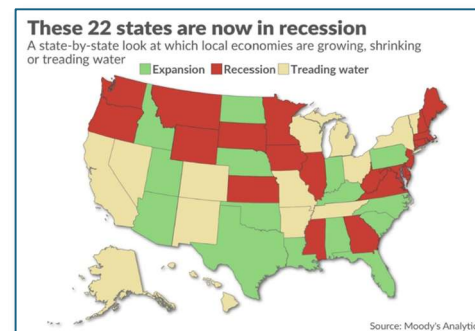 These 22 states are now in recession
A state-by-state look at which local economies are growing, shrinking
or treading water
Expansion Recession Treading water
Source: Moody's Analyti